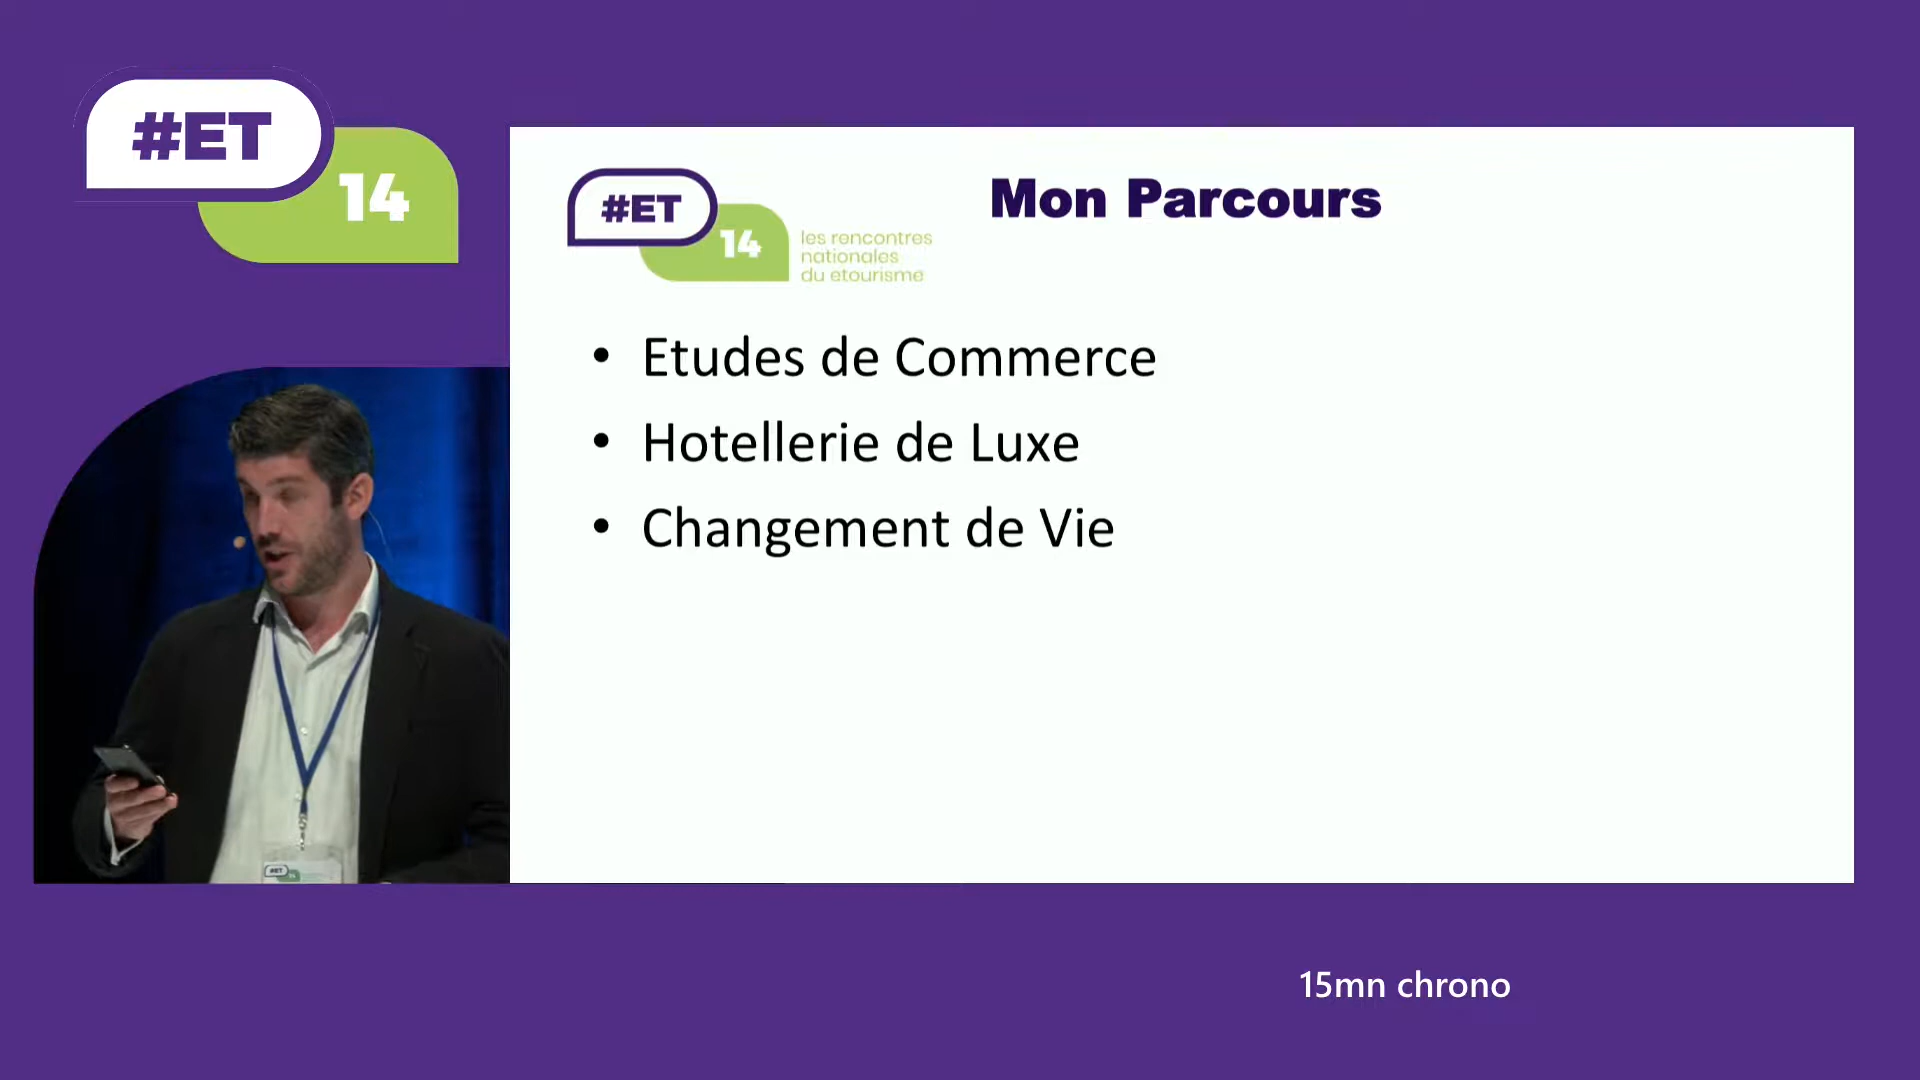 #ET
14
#ET
14
les rencontres
nationales
du etourisme
Mon Parcours
• Etudes de Commerce
• Hotellerie de Luxe
• Changement de Vie
#ET
15mn chrono